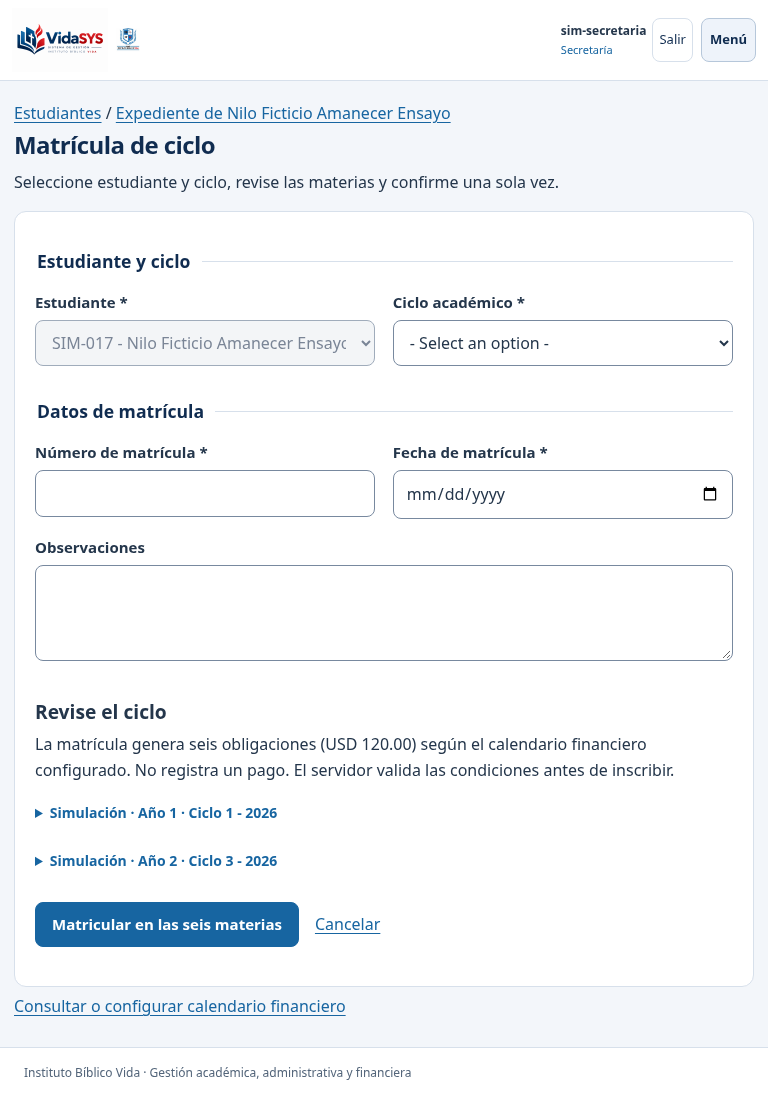 VidaSYS
sim-secretaria
Secretaría
Salir
Menú
Estudiantes / Expediente de Nilo Ficticio Amanecer Ensayo
Matrícula de ciclo
Seleccione estudiante y ciclo, revise las materias y confirme una sola vez.
Estudiante y ciclo
Estudiante *
Ciclo académico *
SIM-017 - Nilo Ficticio Amanecer Ensayo
- Select an option -
Datos de matrícula
Número de matrícula *
Fecha de matrícula *
mm/dd/yyyy
Observaciones
Revise el ciclo
La matrícula genera seis obligaciones (USD 120.00) según el calendario financiero
configurado. No registra un pago. El servidor valida las condiciones antes de inscribir.
Simulación · Año 1 · Ciclo 1 - 2026
Simulación · Año 2 · Ciclo 3 - 2026
Matricular en las seis materias
Cancelar
Consultar o configurar calendario financiero
Instituto Bíblico Vida · Gestión académica, administrativa y financiera